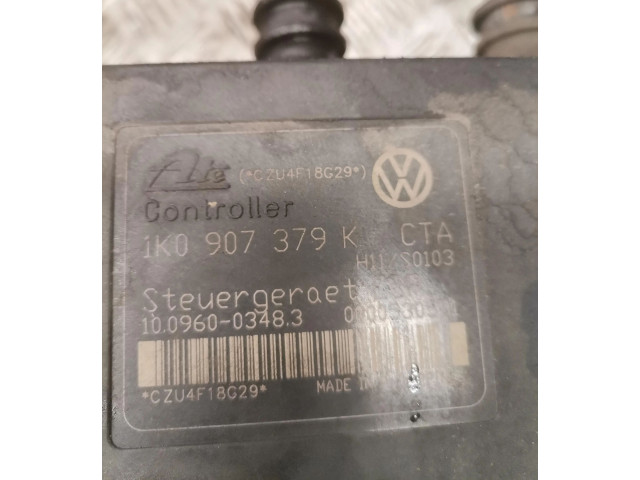 Ate (*CZU4F18G29*)
Controller
1K0 907 379 K CTA
H11/S0103
Steuergeraet
10.0960-0348.3
*CZU4F18G29* MADE IN